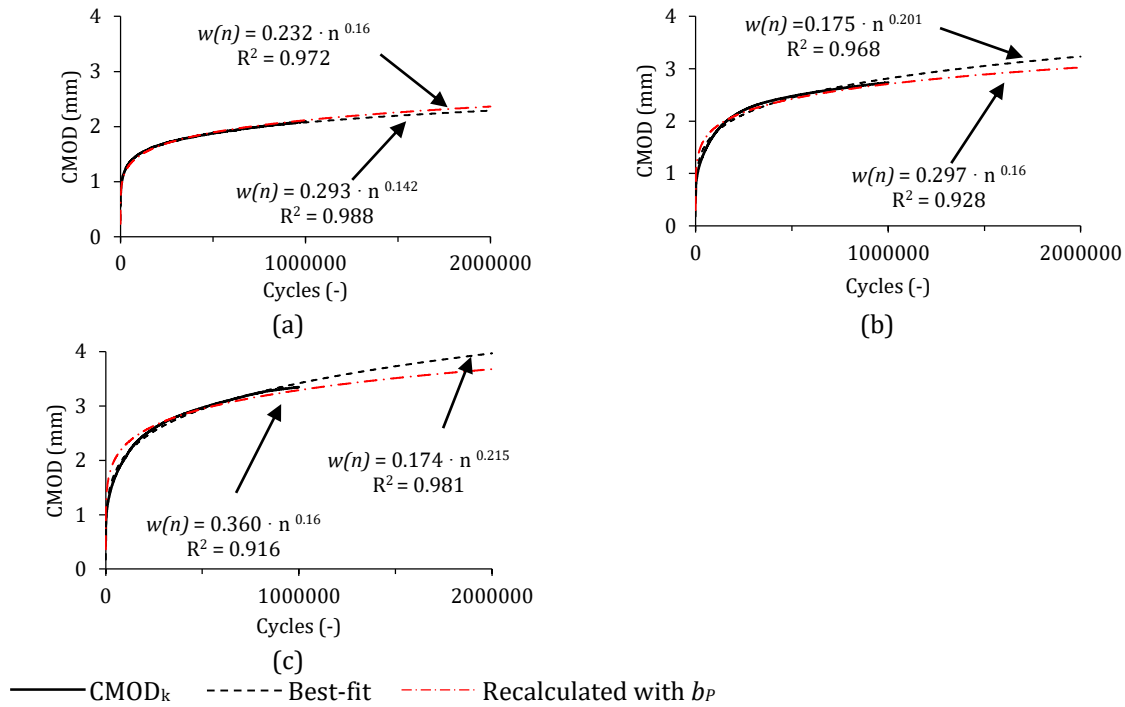 4
3
2
1
0
CMOD (mm)
w(n) = 0.232 · n 0.16
R2 = 0.972
w(n) = 0.293 · n 0.142
R2 = 0.988
0 1000000 2000000
Cycles (-)
(a)
4
3
2
1
0
CMOD (mm)
w(n) = 0.175 · n 0.201
R2 = 0.968
w(n) = 0.297 · n 0.16
R2 = 0.928
0 1000000 2000000
Cycles (-)
(b)
4
3
2
1
0
CMOD (mm)
w(n) = 0.174 · n 0.215
R2 = 0.981
w(n) = 0.360 · n 0.16
R2 = 0.916
0 1000000 2000000
Cycles (-)
(c)
CMODk Best-fit Recalculated with bP